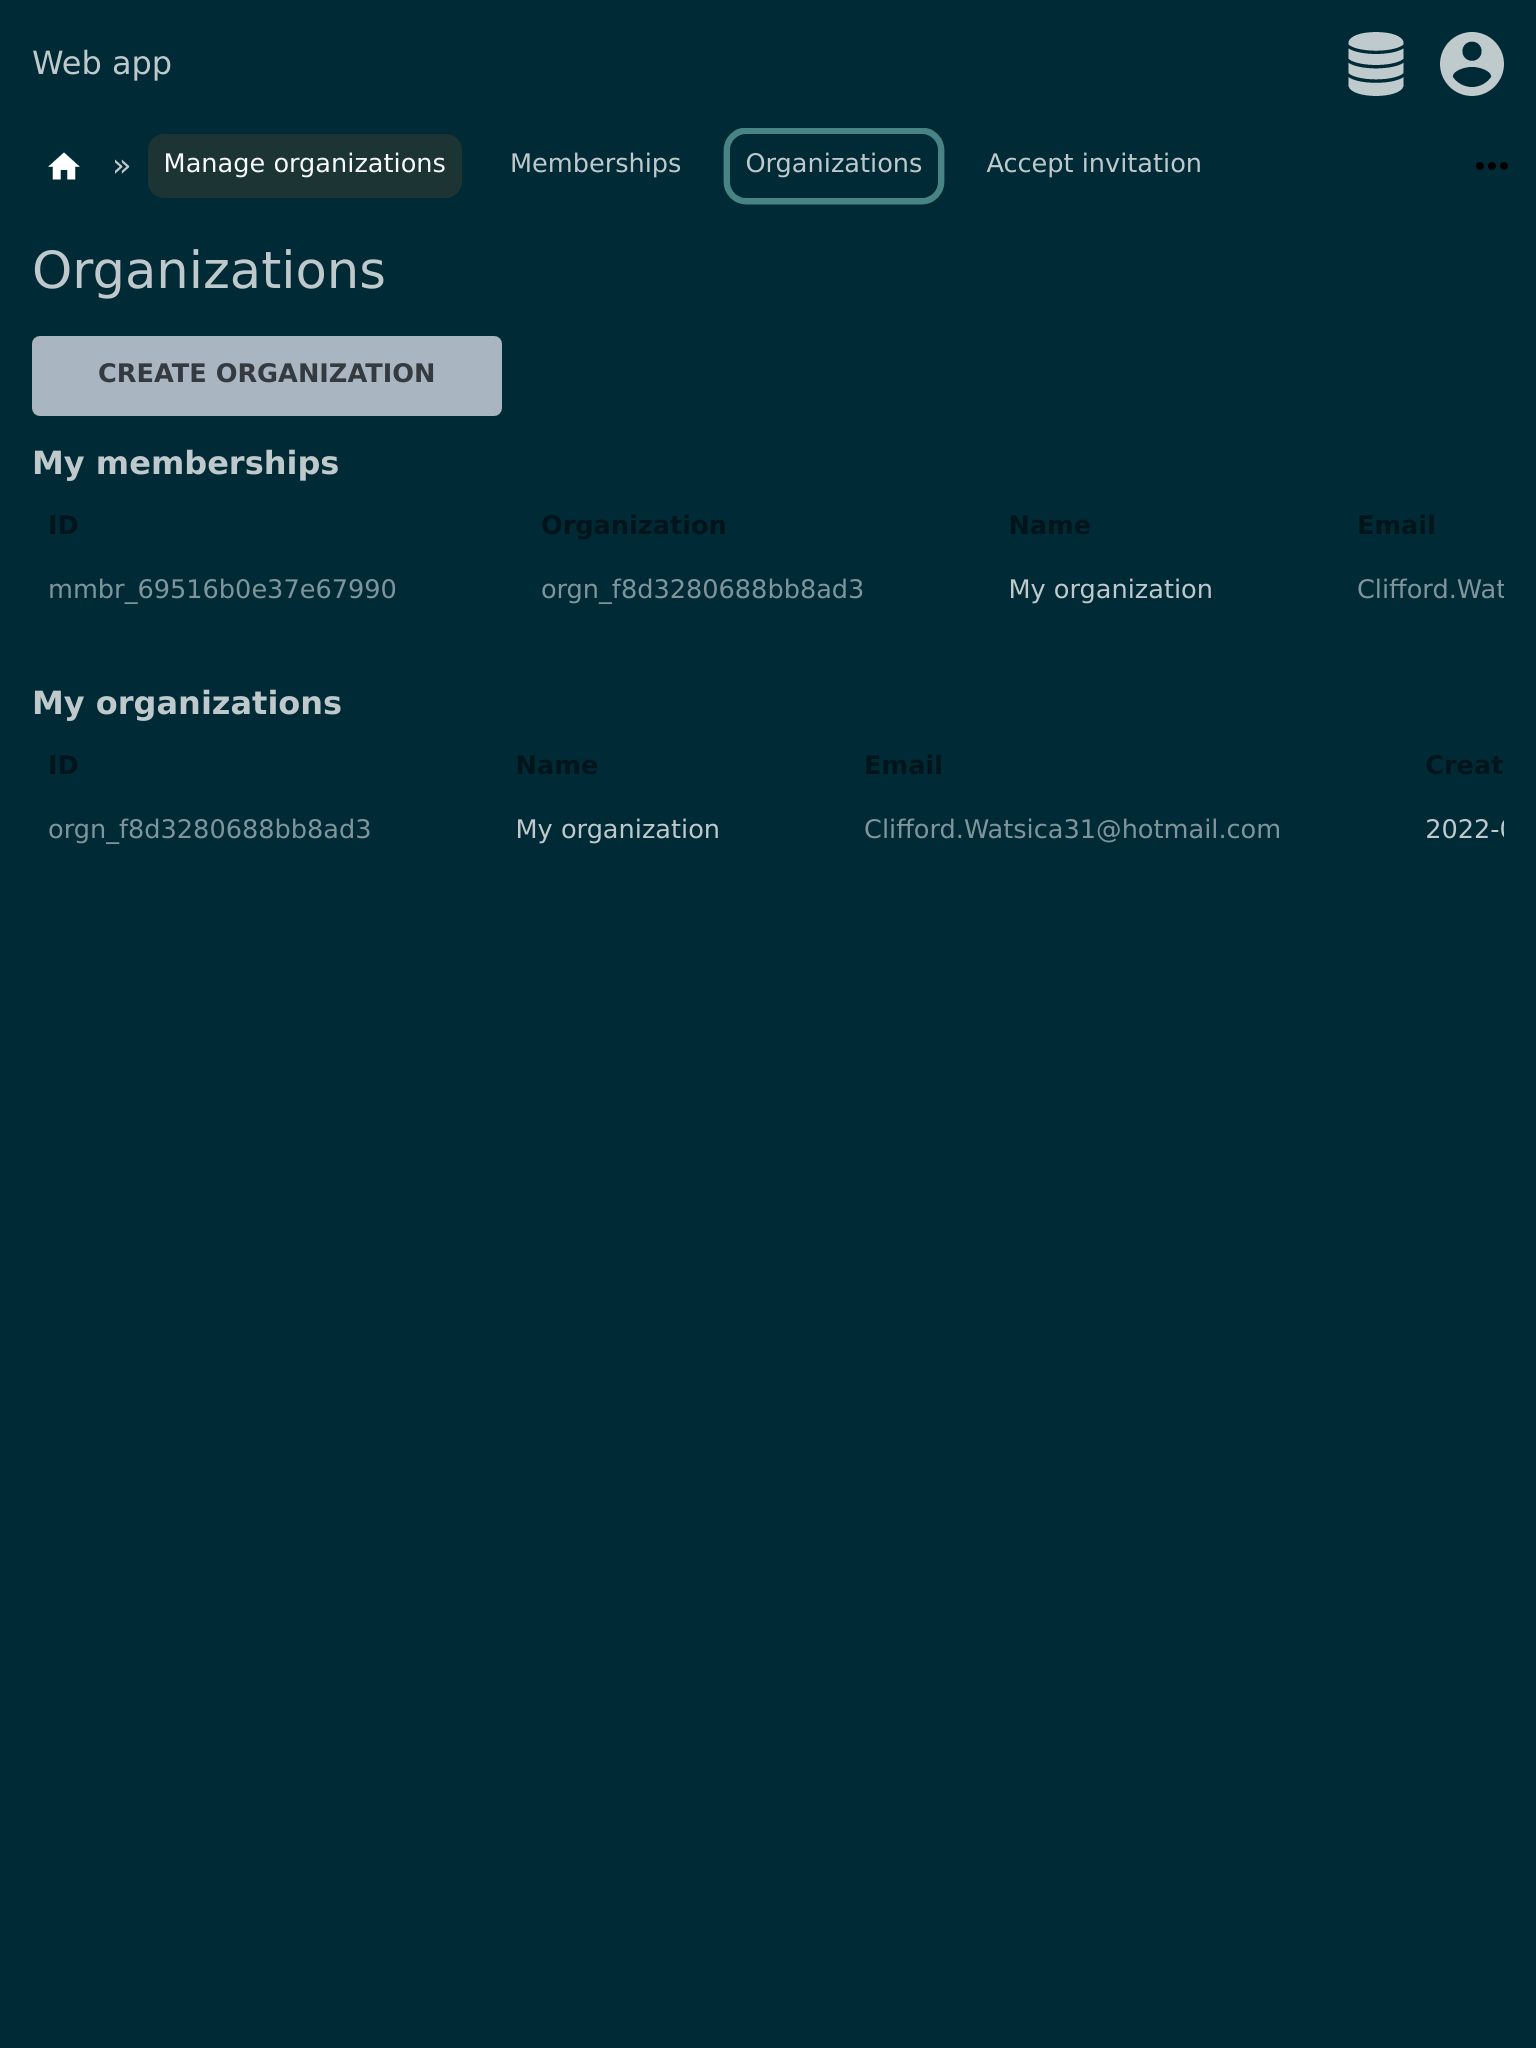 Web app
» Manage organizations Memberships Organizations Accept invitation
Organizations
CREATE ORGANIZATION
My memberships
ID Organization Name Email
mmbr_69516b0e37e67990 orgn_f8d3280688bb8ad3 My organization Clifford.Wat
My organizations
ID Name Email Creat
orgn_f8d3280688bb8ad3 My organization Clifford.Watsica31@hotmail.com 2022-